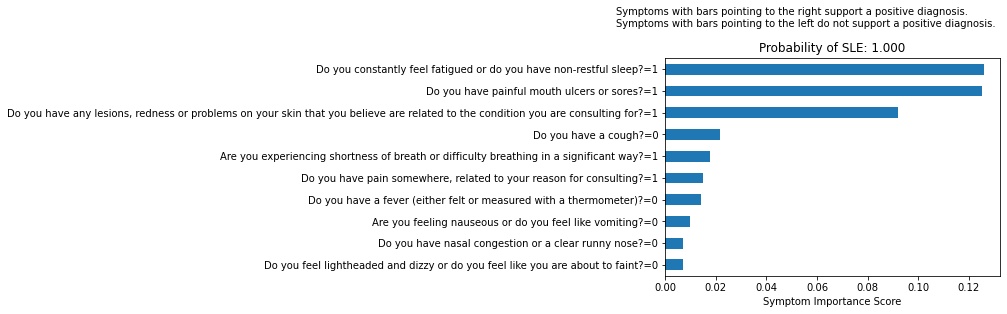 Symptoms with bars pointing to the right support a positive diagnosis.
Symptoms with bars pointing to the left do not support a positive diagnosis.
Probability of SLE: 1.000
Do you constantly feel fatigued or do you have non-restful sleep?=1
Do you have painful mouth ulcers or sores?=1
Do you have any lesions, redness or problems on your skin that you believe are related to the condition you are consulting for?=1
Do you have a cough?=0
Are you experiencing shortness of breath or difficulty breathing in a significant way?=1
Do you have pain somewhere, related to your reason for consulting?=1
Do you have a fever (either felt or measured with a thermometer)?=0
Are you feeling nauseous or do you feel like vomiting?=0
Do you have nasal congestion or a clear runny nose?=0
Do you feel lightheaded and dizzy or do you feel like you are about to faint?=0
0.00 0.02 0.04 0.06 0.08 0.10 0.12
Symptom Importance Score